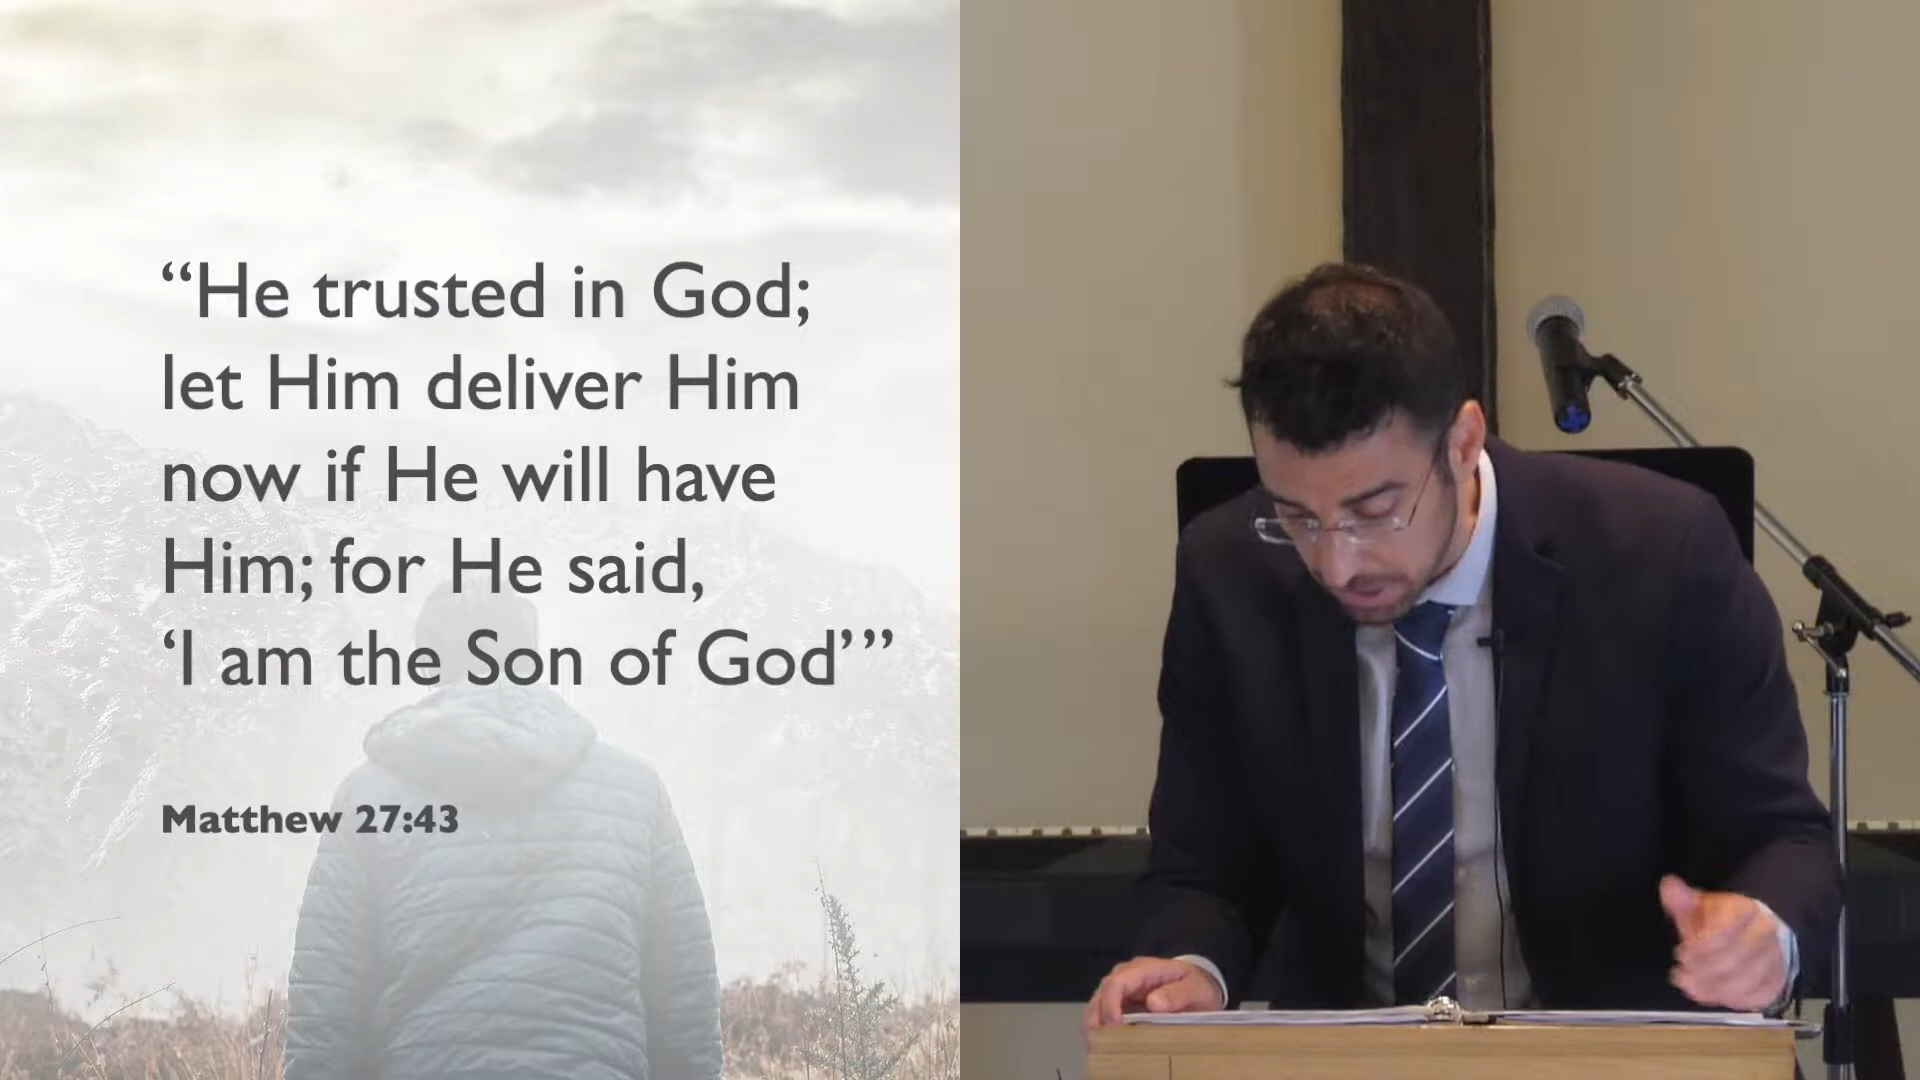 “He trusted in God;
let Him deliver Him
now if He will have
Him; for He said,
‘I am the Son of God’”
Matthew 27:43